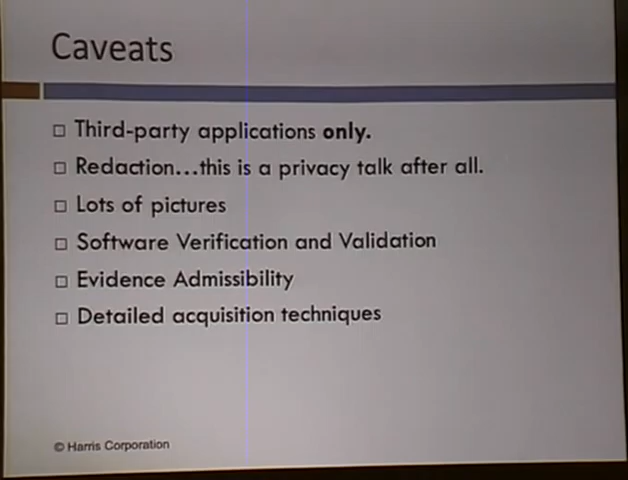 Caveats
Third-party applications only.
Redaction...this is a privacy talk after all.
Lots of pictures
Software Verification and Validation
Evidence Admissibility
Detailed acquisition techniques
© Harris Corporation